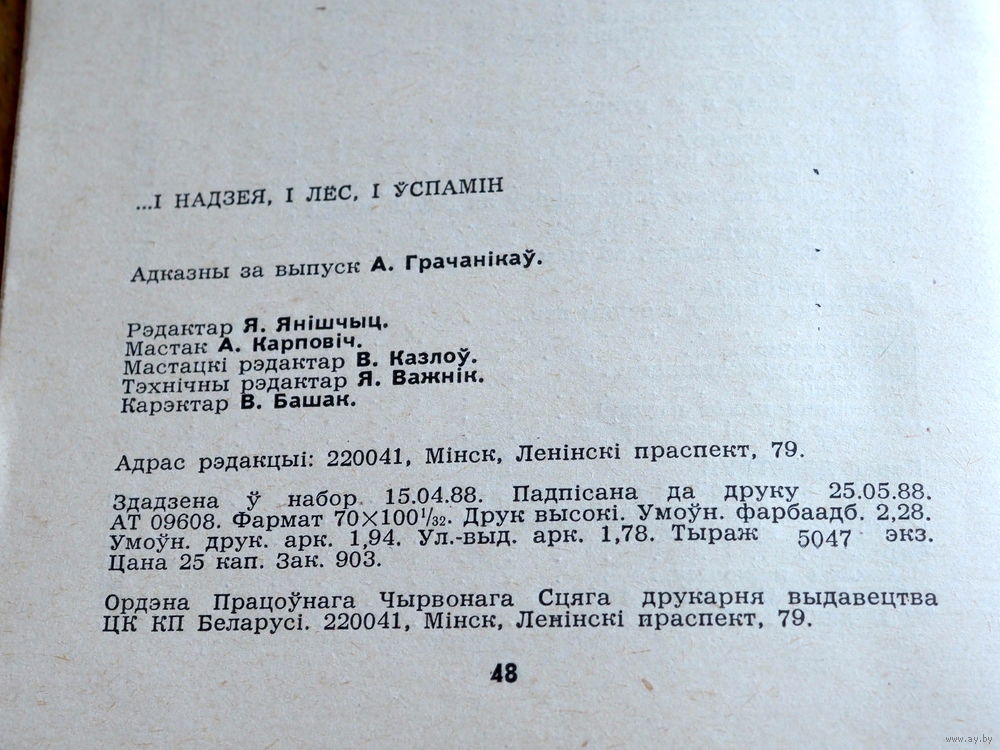 ...І НАДЗЕЯ, І ЛЁС, І ЎСПАМІН
Адказны за выпуск А. Грачанікаў.
Рэдактар Я. Янішчыц.
Мастак А. Карповіч.
Мастацкі рэдактар В. Казлоў.
Тэхнічны рэдактар Я. Важнік.
Карэктар В. Башак.
Адрас рэдакцыі: 220041, Мінск, Ленінскі праспект, 79.
Здадзена ў набор 15.04.88. Падпісана да друку 25.05.88.
АТ 09608. Фармат 70×100¹/₃₂. Друк высокі. Умоўн. фарбаадб. 2,28.
Умоўн. друк. арк. 1,94. Ул.-выд. арк. 1,78. Тыраж 5047 экз.
Цана 25 кап. Зак. 903.
Ордэна Працоўнага Чырвонага Сцяга друкарня выдавецтва
ЦК КП Беларусі. 220041, Мінск, Ленінскі праспект, 79.
48
www.ay.by